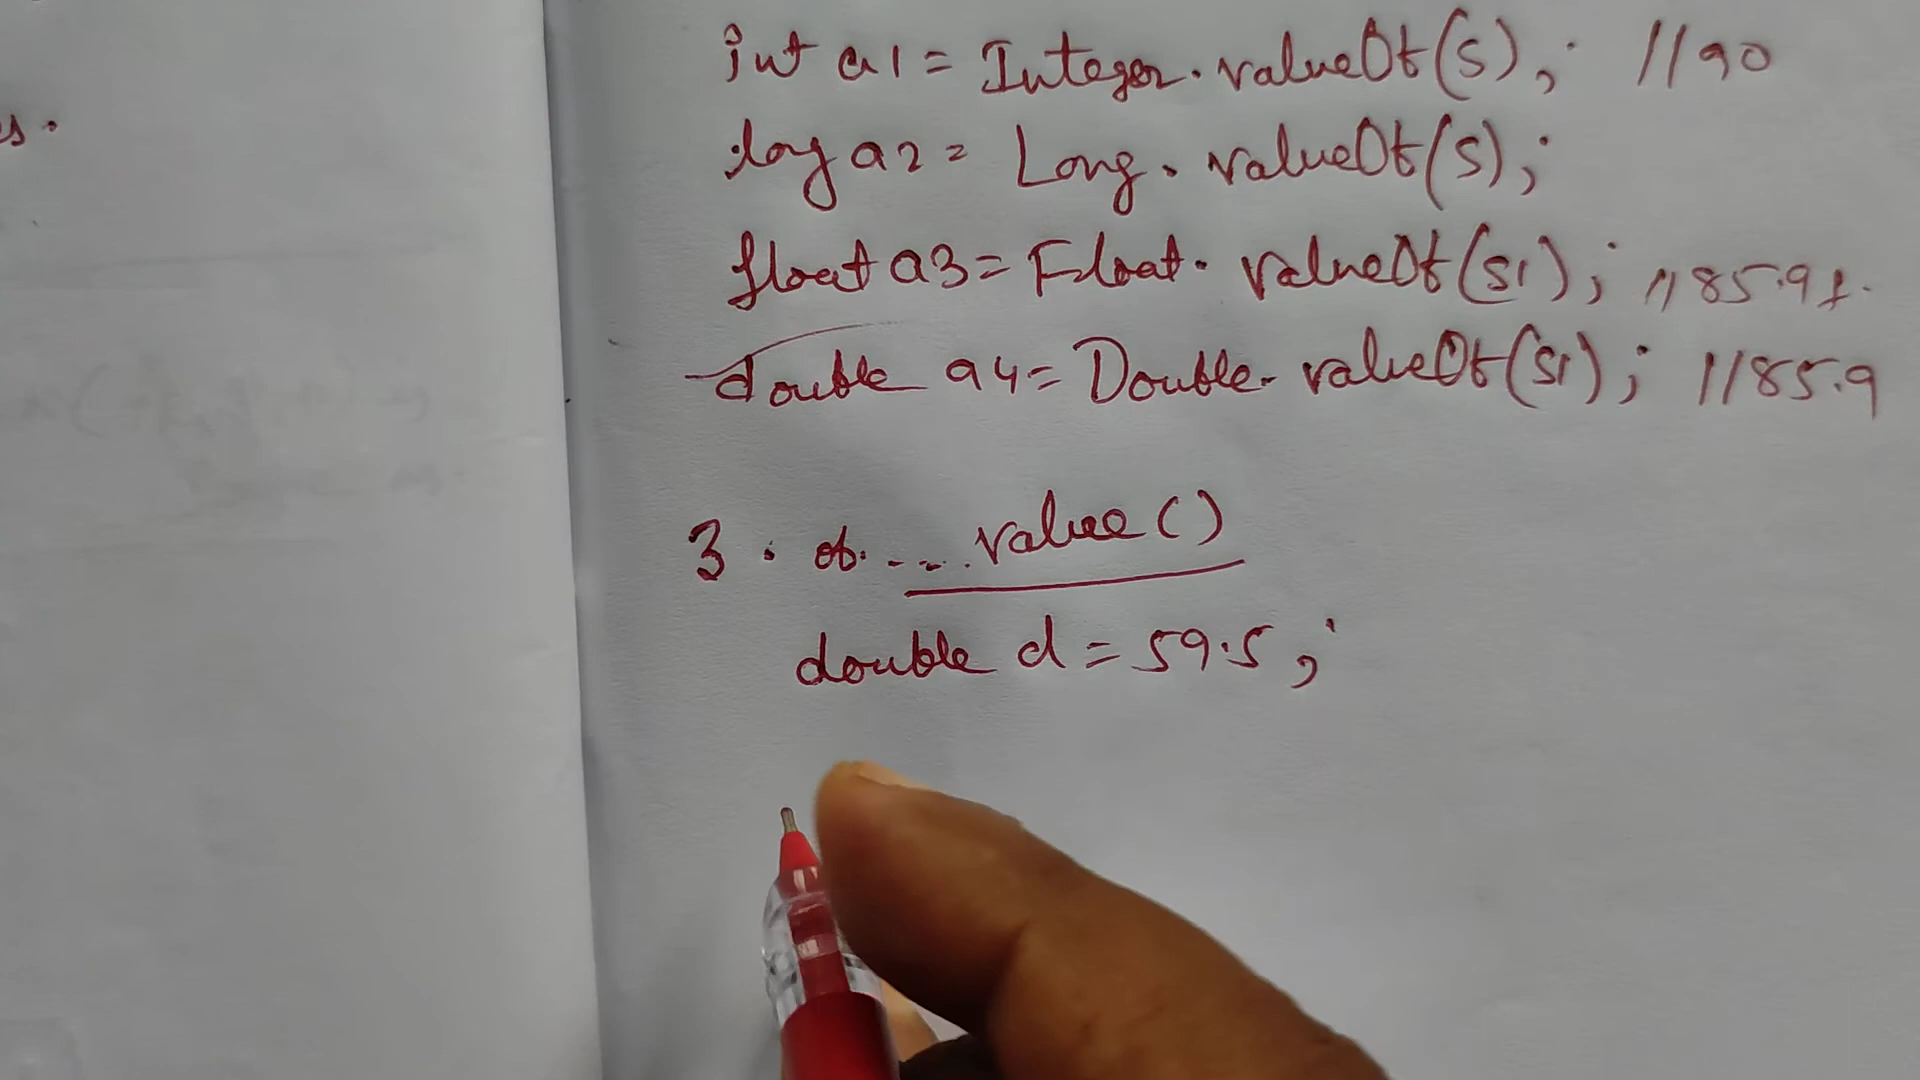 s.
int a1 = Integer.valueOf(s); //90
long a2 = Long.valueOf(s);
float a3 = Float.valueOf(s1); //85.9f.
double a4 = Double.valueOf(s1); //85.9
3. ob. ....value()
double d = 59.5;